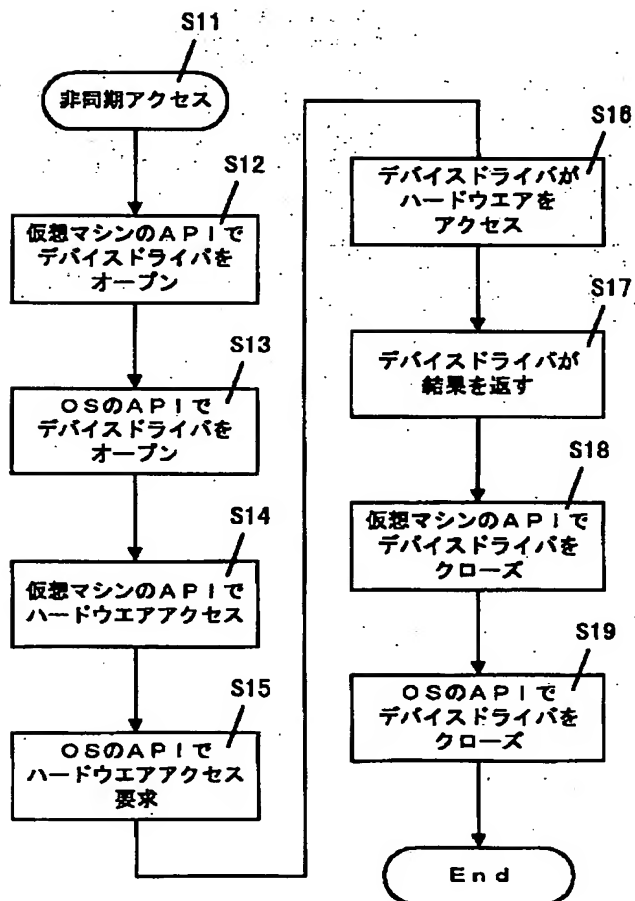 S11
非同期アクセス
S12
仮想マシンのAPIで
デバイスドライバを
オープン
S13
OSのAPIで
デバイスドライバを
オープン
S14
仮想マシンのAPIで
ハードウエアアクセス
S15
OSのAPIで
ハードウエアアクセス
要求
S16
デバイスドライバが
ハードウエアを
アクセス
S17
デバイスドライバが
結果を返す
S18
仮想マシンのAPIで
デバイスドライバを
クローズ
S19
OSのAPIで
デバイスドライバを
クローズ
End